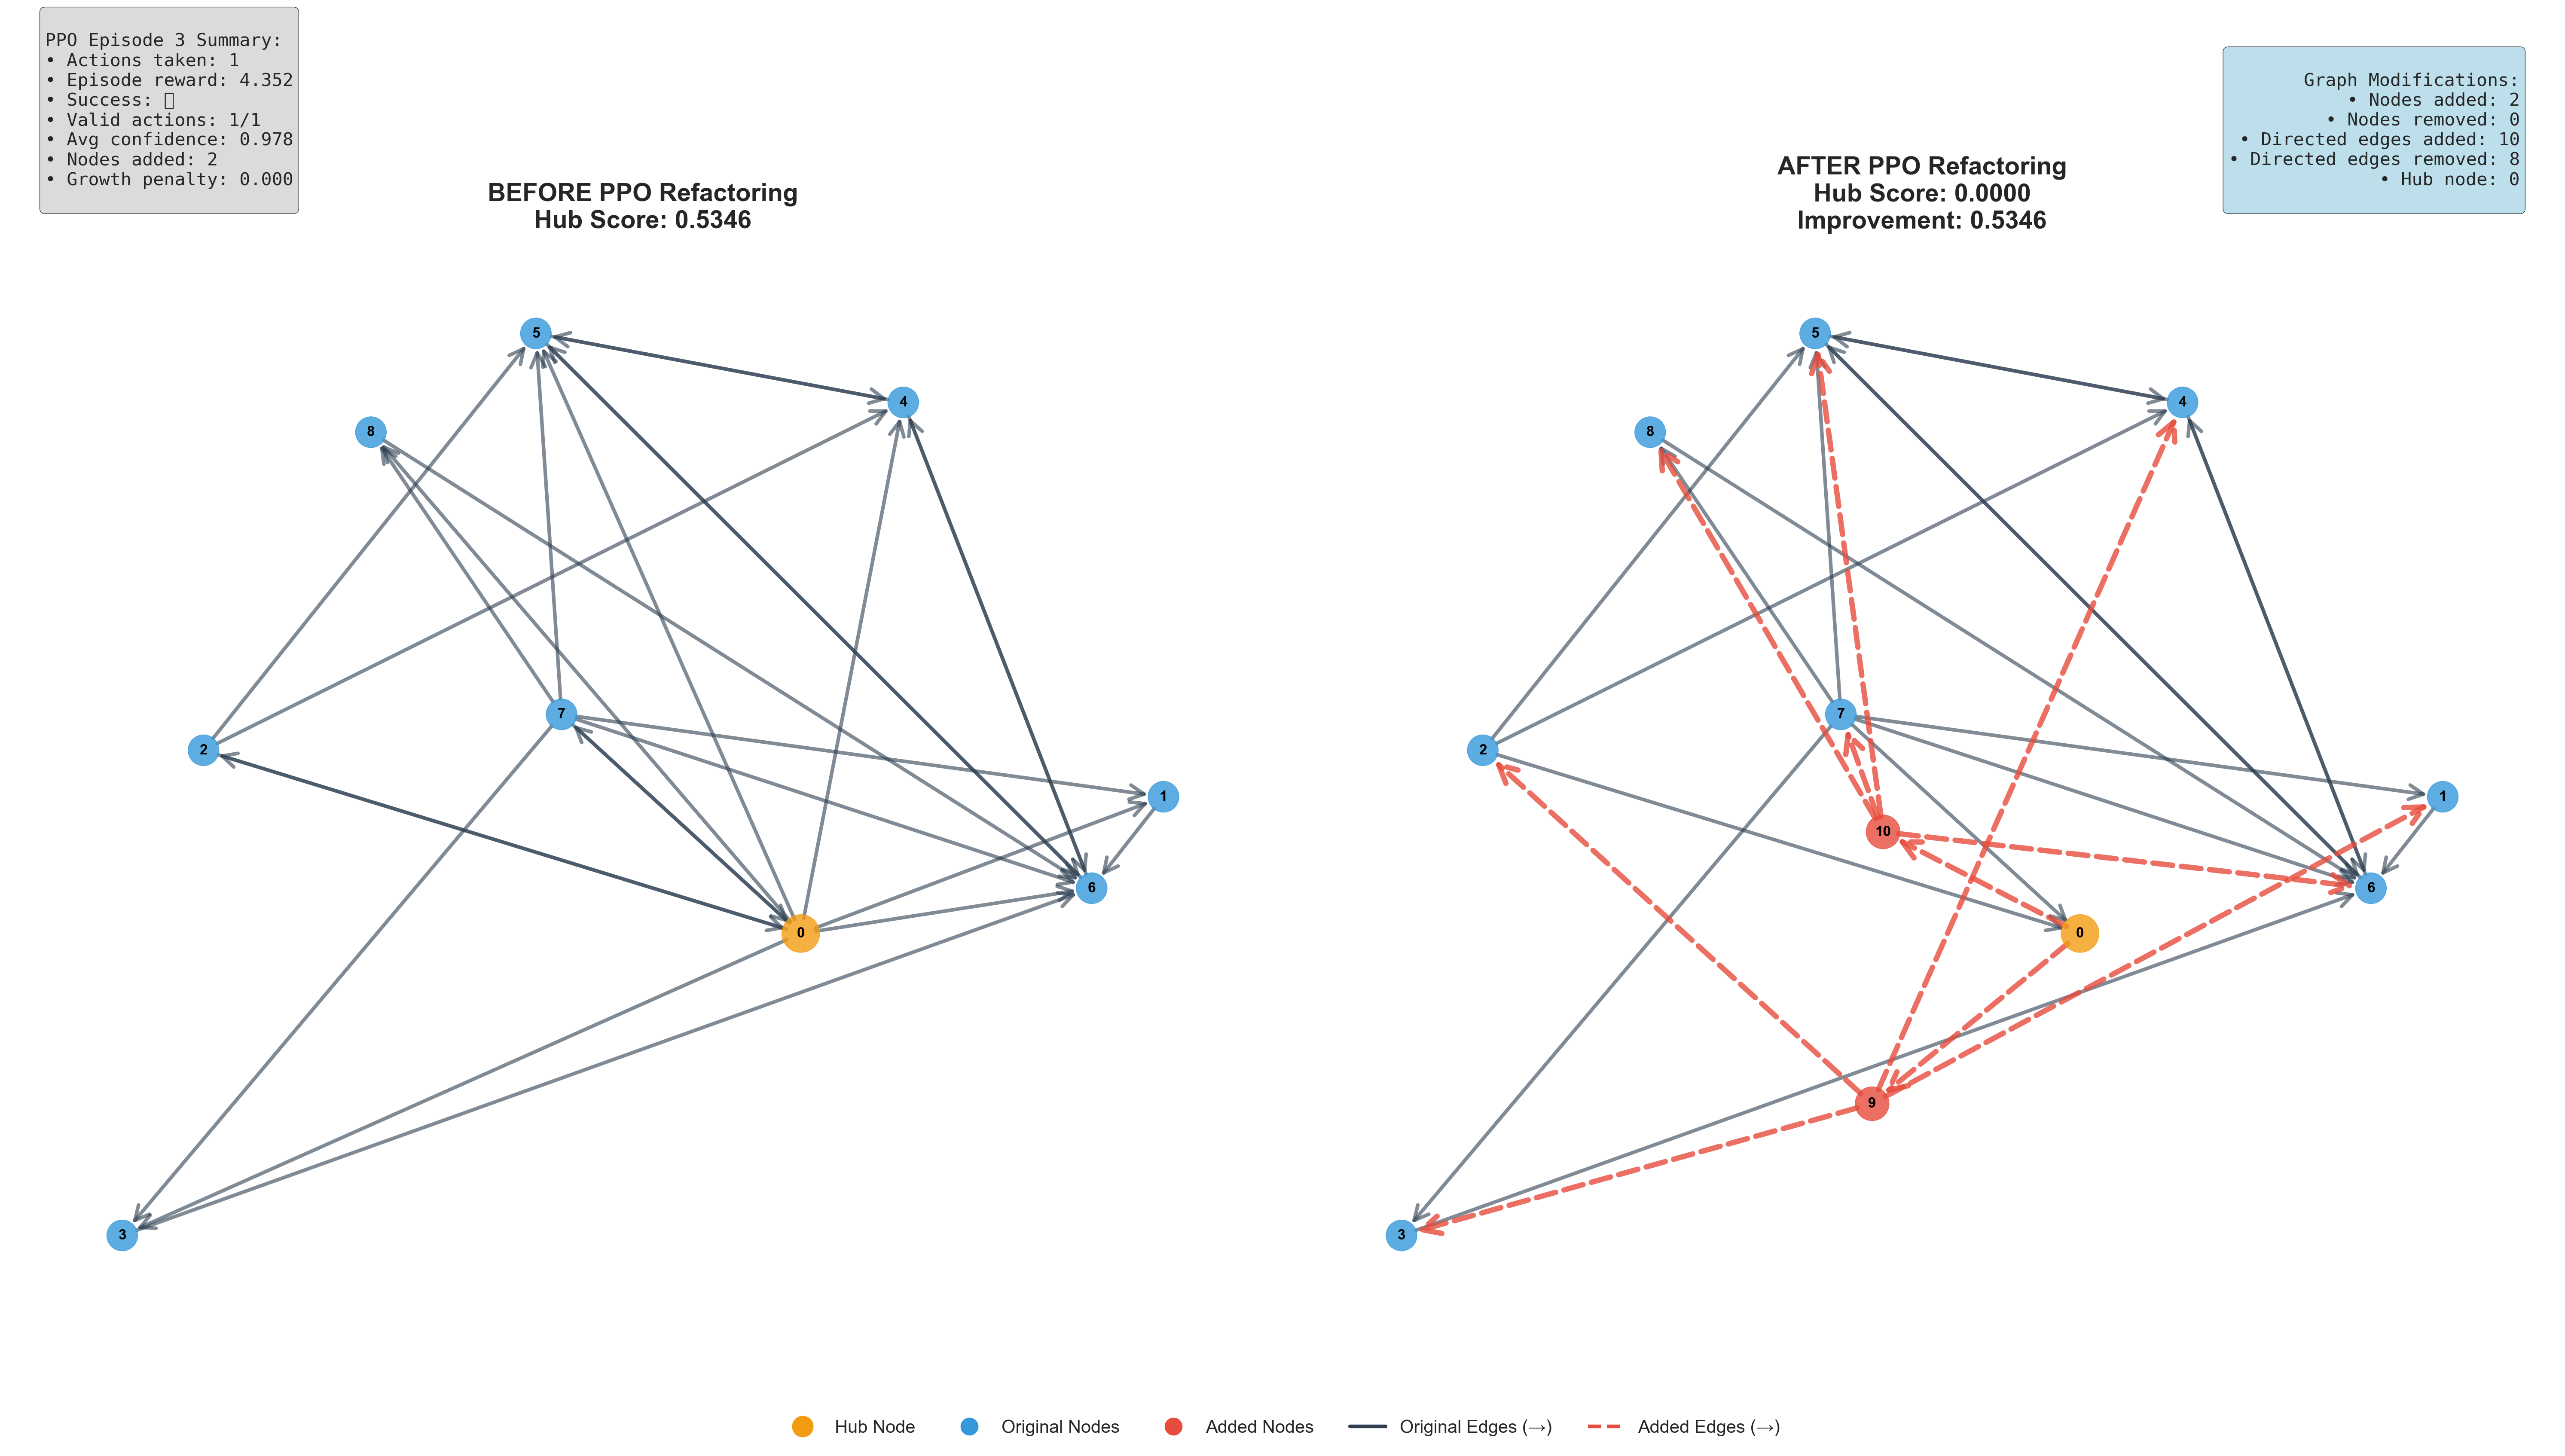 PPO Episode 3 Summary:
• Actions taken: 1
• Episode reward: 4.352
• Success: 
• Valid actions: 1/1
• Avg confidence: 0.978
• Nodes added: 2
• Growth penalty: 0.000
BEFORE PPO Refactoring
Hub Score: 0.5346
5
4
8
7
2
1
6
0
3
AFTER PPO Refactoring
Hub Score: 0.0000
Improvement: 0.5346
Graph Modifications:
• Nodes added: 2
• Nodes removed: 0
• Directed edges added: 10
• Directed edges removed: 8
• Hub node: 0
5
4
8
7
2
1
10
6
0
9
3
Hub Node
Original Nodes
Added Nodes
Original Edges (→)
Added Edges (→)